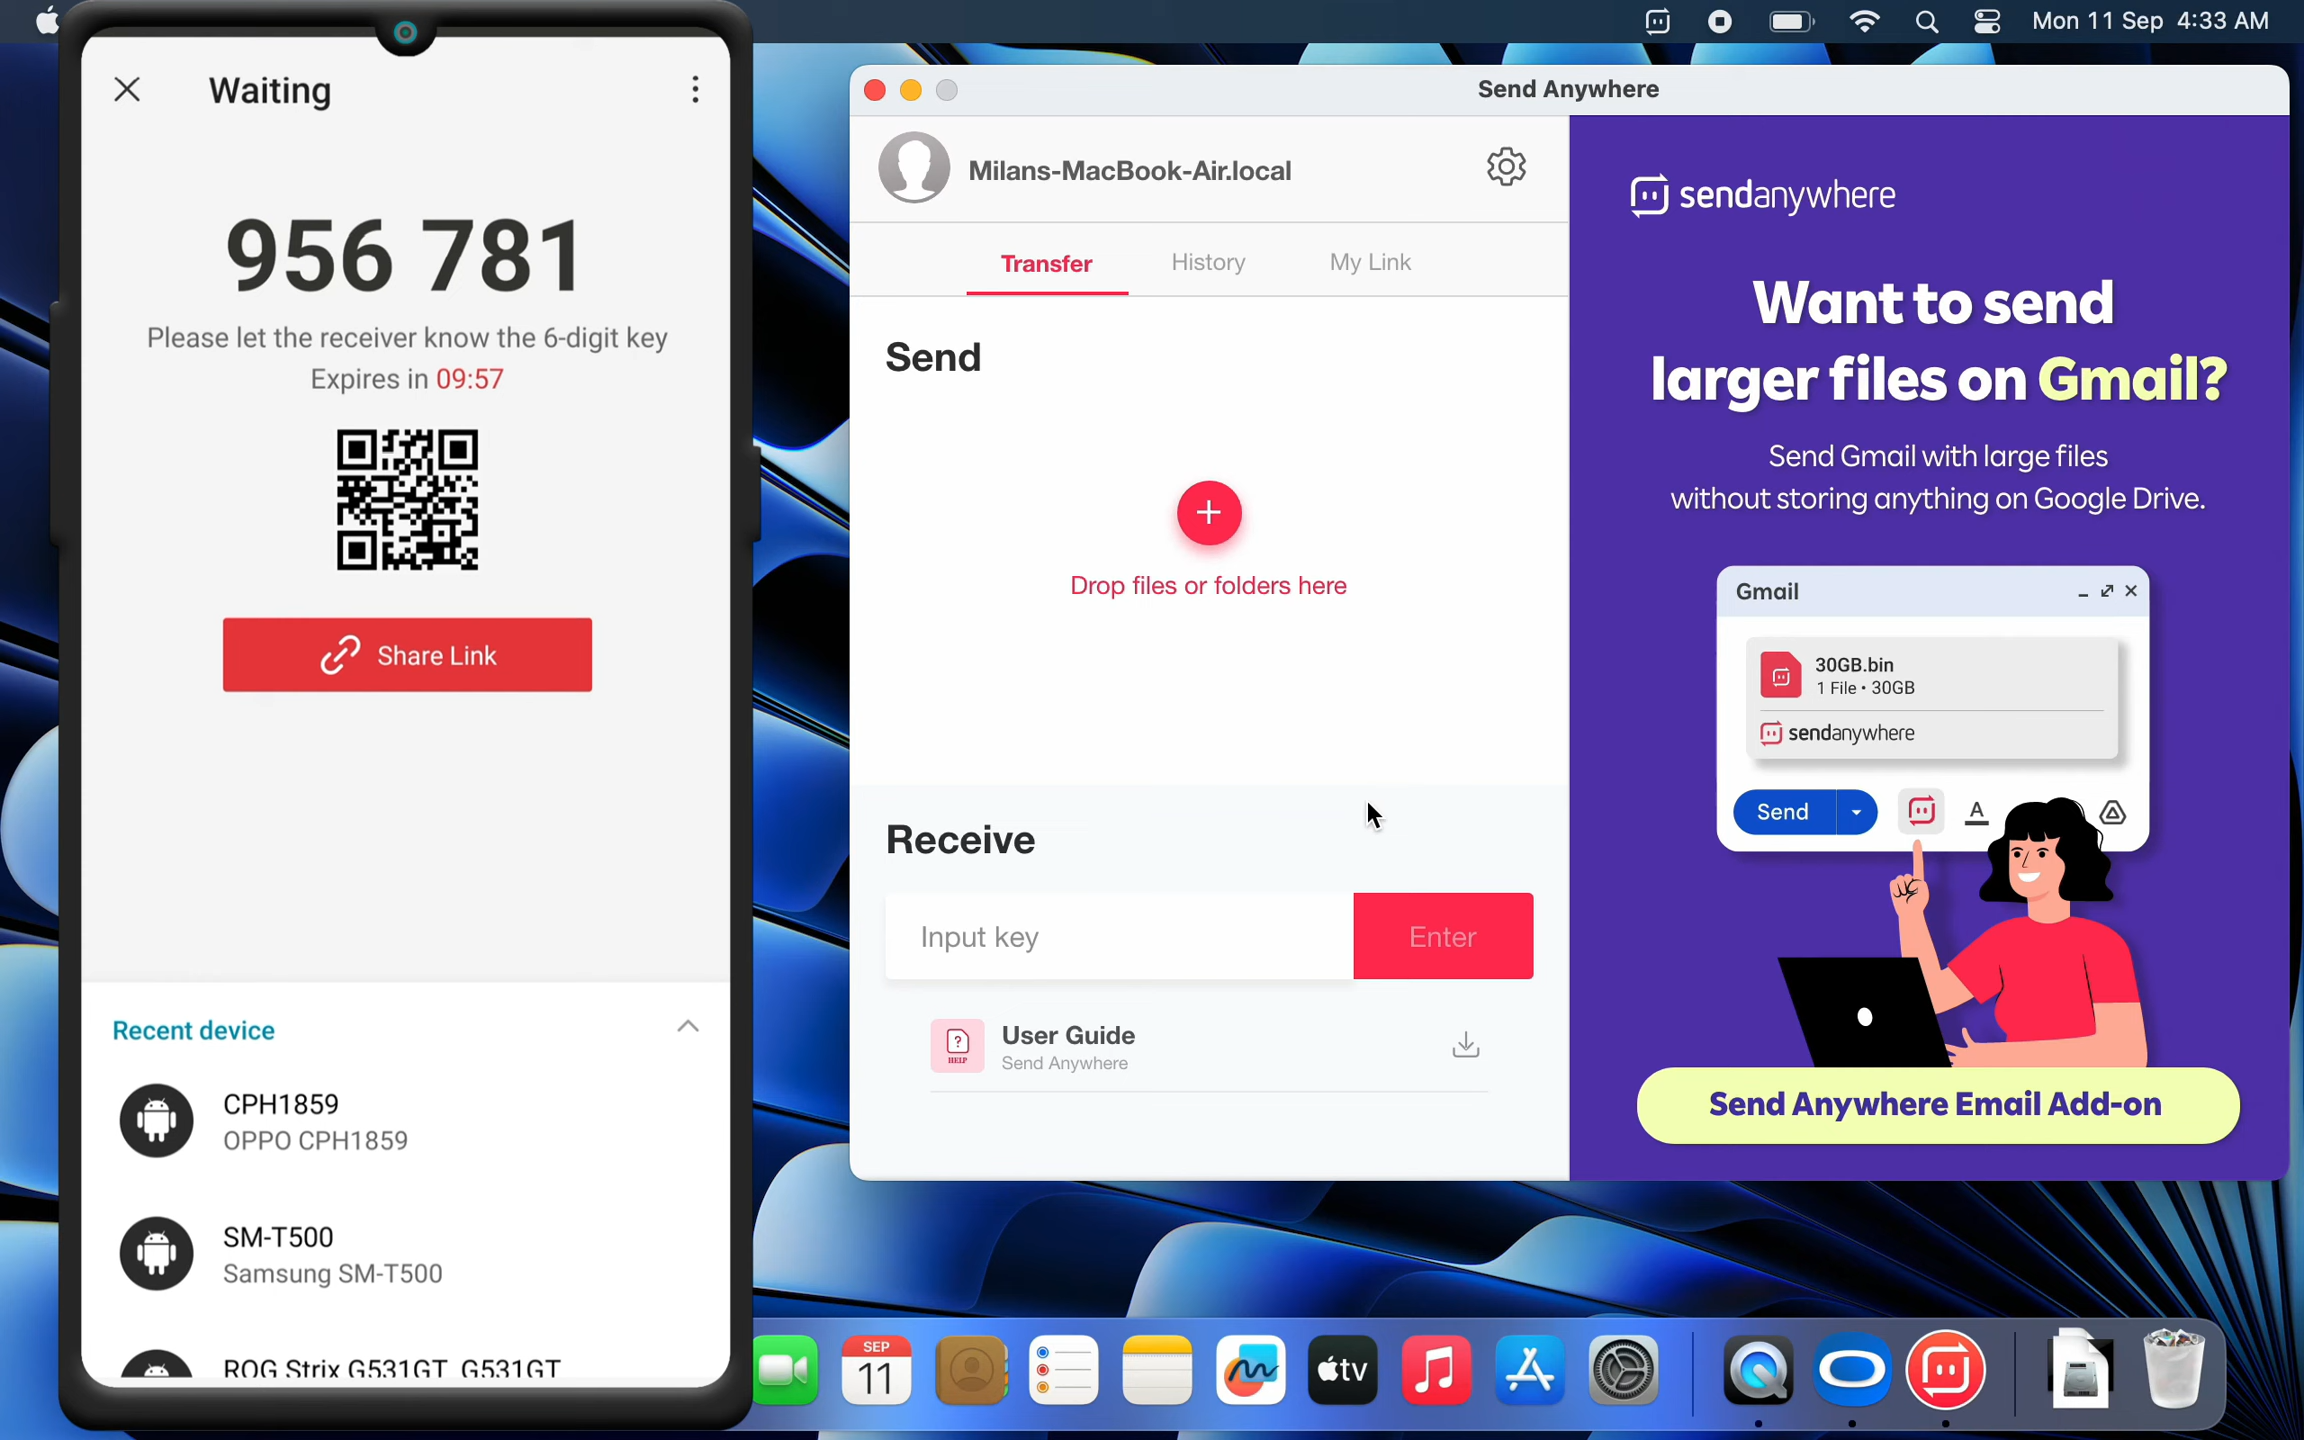 Mon 11 Sep 4:33 AM
Waiting
956 781
Please let the receiver know the 6-digit key
Expires in 09:57
Share Link
Recent device
CPH1859
OPPO CPH1859
SM-T500
Samsung SM-T500
ROG Strix G531GT_G531GT
Send Anywhere
Milans-MacBook-Air.local
Transfer
History
My Link
Send
+
Drop files or folders here
Receive
Input key
Enter
HELP
User Guide
Send Anywhere
sendanywhere
Want to send
larger files on Gmail?
Send Gmail with large files
without storing anything on Google Drive.
Gmail
30GB.bin
1 File • 30GB
sendanywhere
Send
A
Send Anywhere Email Add-on
SEP
11
tv